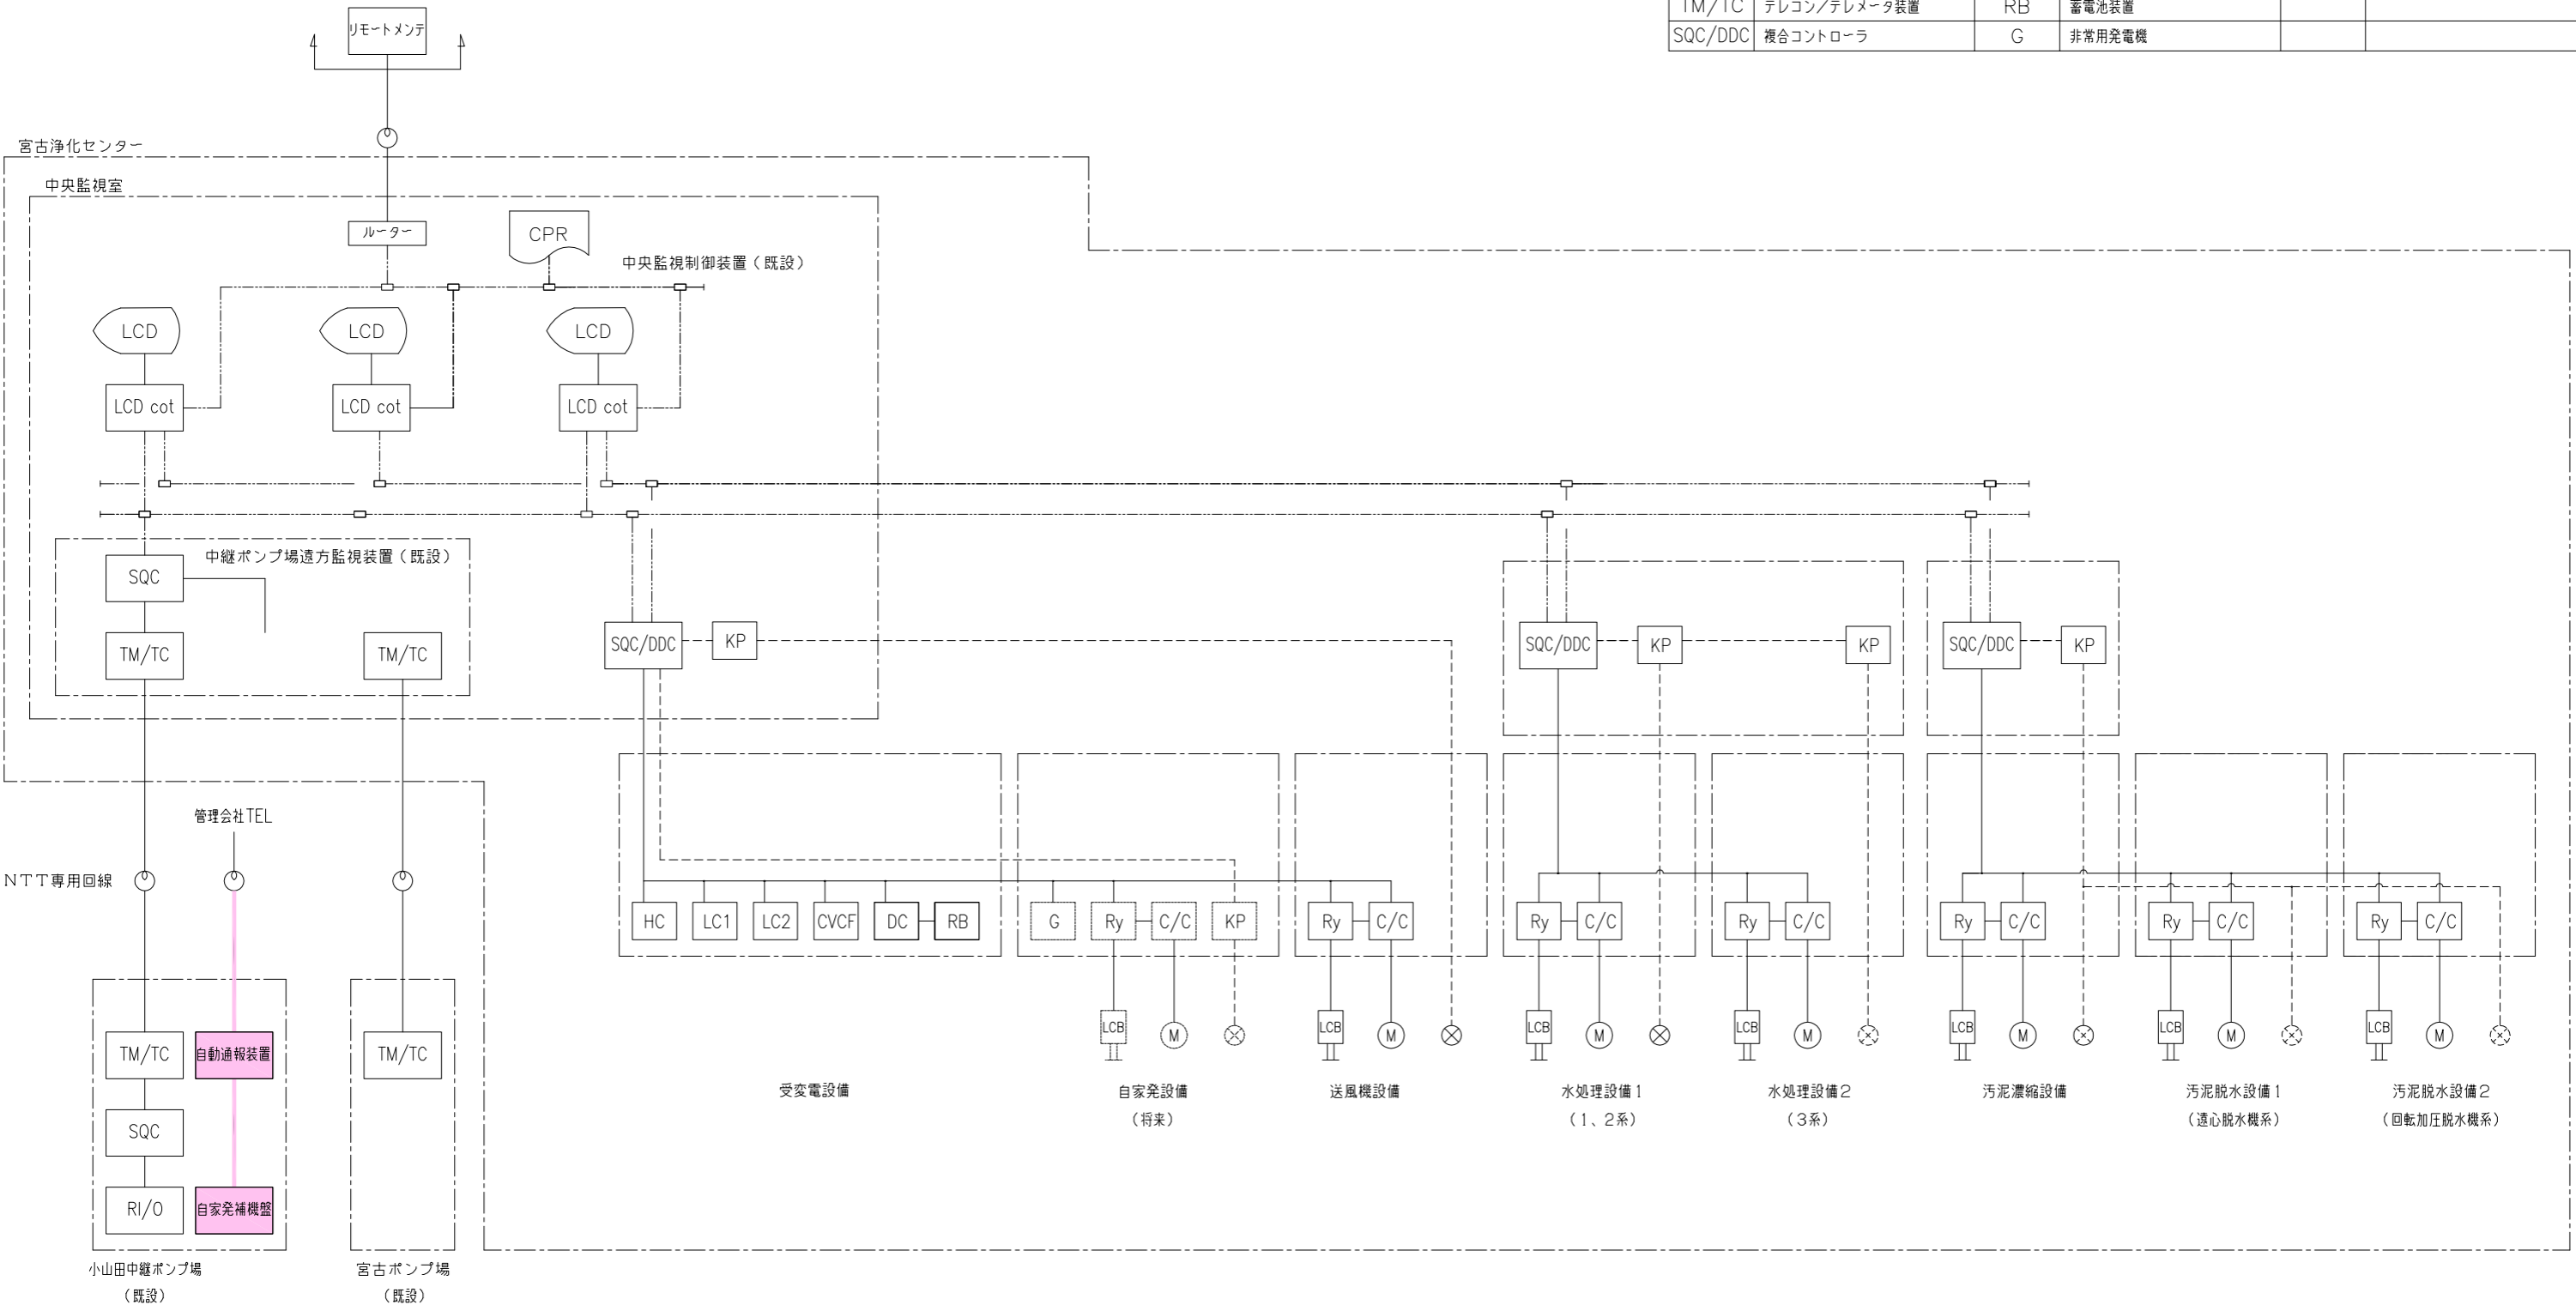 リモートメンテ
TM/TC テレコン/テレメータ装置 RB 蓄電池装置
SQC/DDC 複合コントローラ G 非常用発電機
宮古浄化センター
中央監視室
ルーター
CPR
中央監視制御装置（既設）
LCD LCD LCD
LCD cot LCD cot LCD cot
中継ポンプ場遠方監視装置（既設）
SQC
TM/TC TM/TC
SQC/DDC KP SQC/DDC KP KP SQC/DDC KP
管理会社TEL
NTT専用回線
HC LC1 LC2 CVCF DC RB G Ry C/C KP Ry C/C Ry C/C Ry C/C Ry C/C Ry C/C Ry C/C
LCB M LCB M LCB M LCB M LCB M LCB M LCB M
TM/TC 自動通報装置 TM/TC
SQC
RI/O 自家発補機盤
受変電設備 自家発設備 送風機設備 水処理設備1 水処理設備2 汚泥濃縮設備 汚泥脱水設備1 汚泥脱水設備2
（将来） （1、2系） （3系） （遠心脱水機系） （回転加圧脱水機系）
小山田中継ポンプ場 宮古ポンプ場
（既設） （既設）